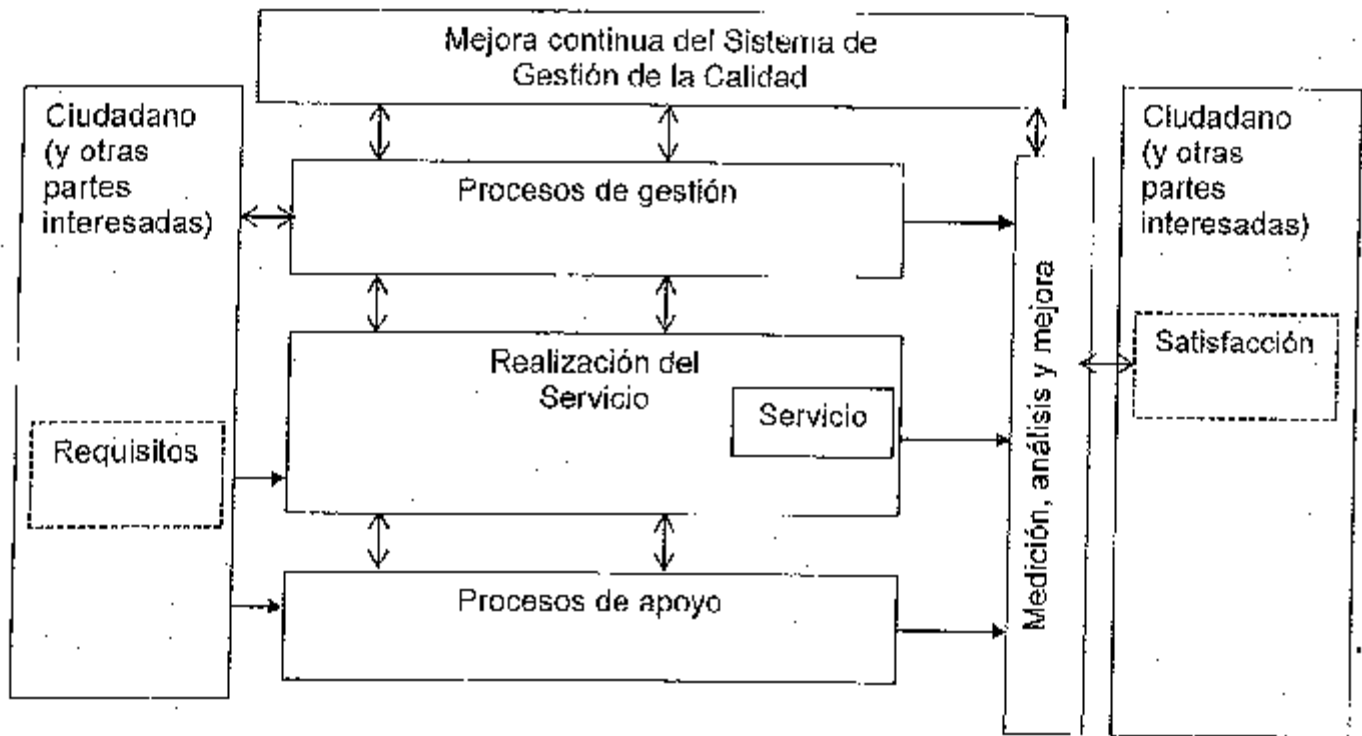 Mejora continua del Sistema de
Gestión de la Calidad
Ciudadano
(y otras
partes
interesadas)
Requisitos
Procesos de gestión
Realización del
Servicio
Servicio
Procesos de apoyo
Medición, análisis y mejora
Ciudadano
(y otras
partes
interesadas)
Satisfacción